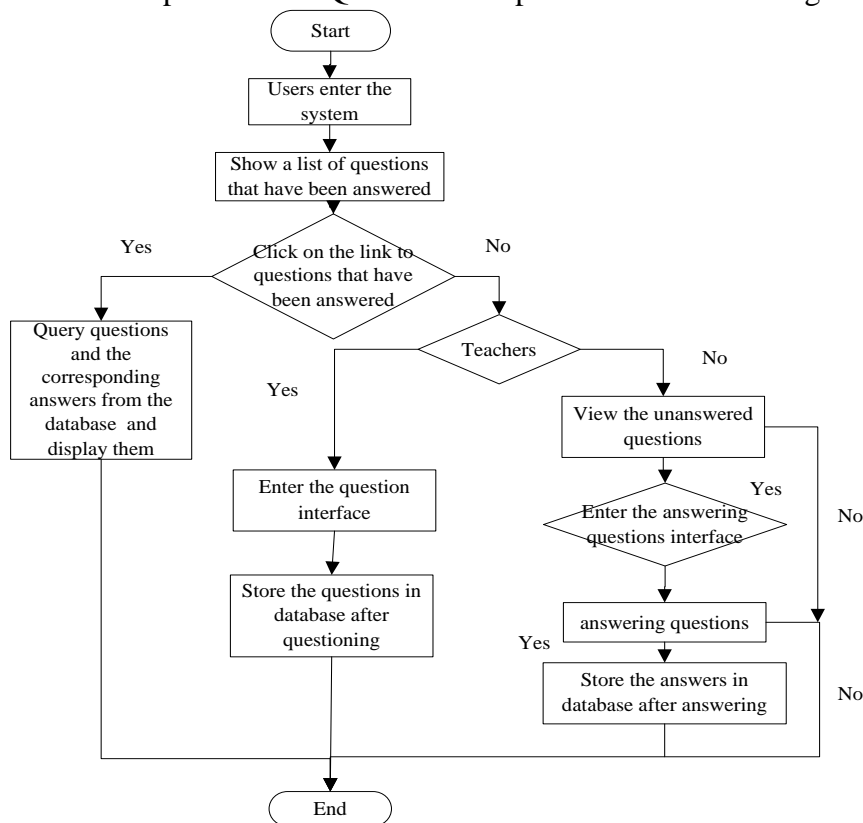 Start
Users enter the
system
Show a list of questions
that have been answered
Yes
Click on the link to
questions that have
been answered
No
Query questions
and the
corresponding
answers from the
database and
display them
Teachers
Yes
No
View the unanswered
questions
Enter the question
interface
Yes
Enter the answering
questions interface
No
Store the questions in
database after
questioning
answering questions
Yes
Store the answers in
database after answering
No
End